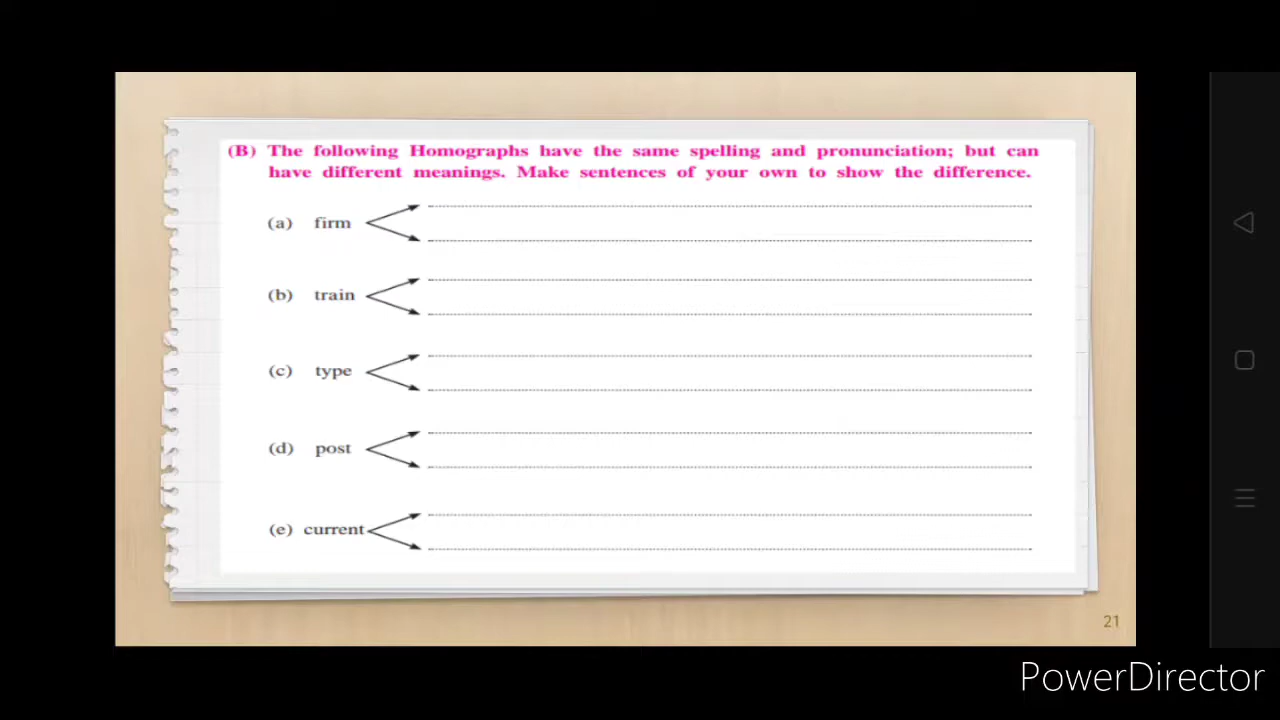 (B) The following Homographs have the same spelling and pronunciation; but can
have different meanings. Make sentences of your own to show the difference.
(a) firm
(b) train
(c) type
(d) post
(e) current
21
PowerDirector